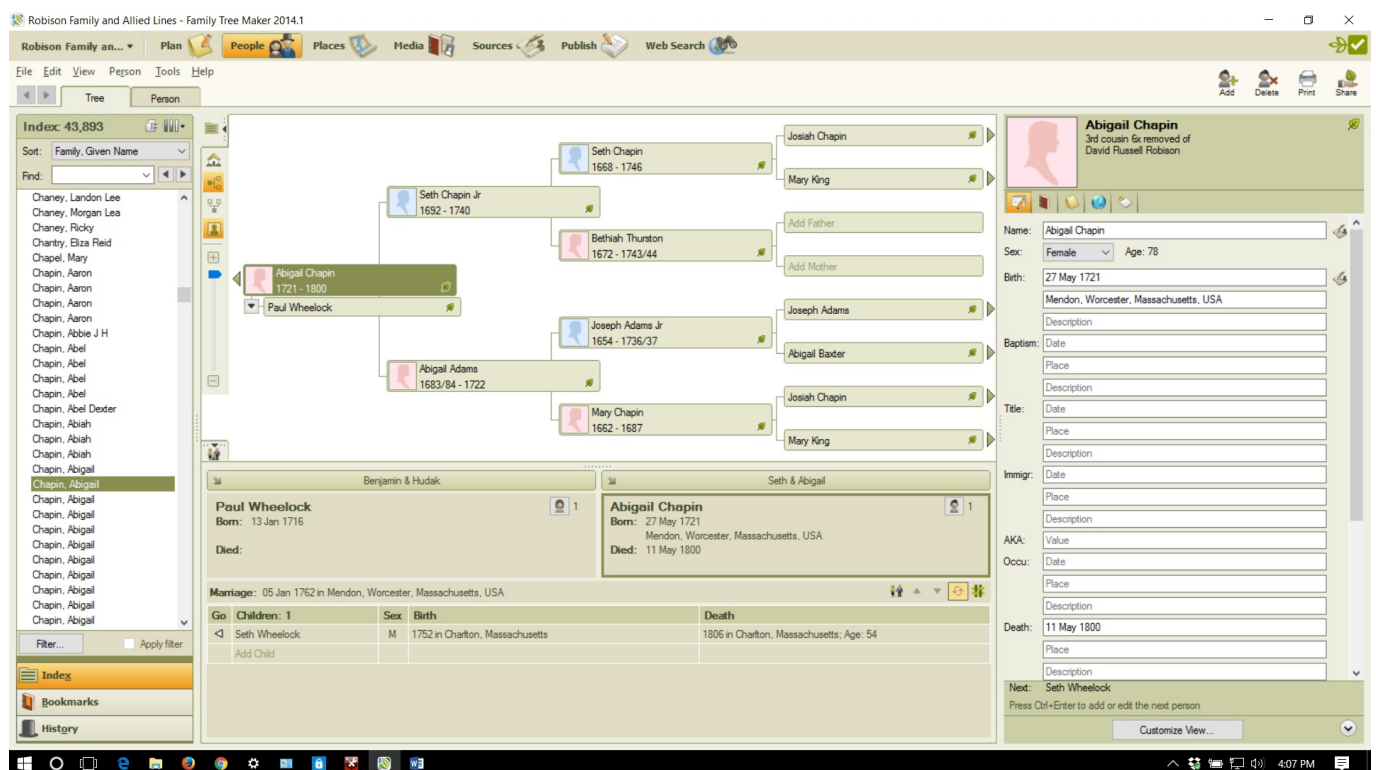 Robison Family and Allied Lines - Family Tree Maker 2014.1
Robison Family an... Plan People Places Media Sources Publish Web Search
File Edit View Person Tools Help
Tree Person
Add Delete Print Share
Index: 43,893
Sort: Family, Given Name
Find:
Chaney, Landon Lee
Chaney, Morgan Lea
Chaney, Ricky
Chantry, Eliza Reid
Chapel, Mary
Chapin, Aaron
Chapin, Aaron
Chapin, Aaron
Chapin, Aaron
Chapin, Abbie J H
Chapin, Abel
Chapin, Abel
Chapin, Abel
Chapin, Abel
Chapin, Abel Dexter
Chapin, Abiah
Chapin, Abiah
Chapin, Abiah
Chapin, Abigail
Chapin, Abigail
Chapin, Abigail
Chapin, Abigail
Chapin, Abigail
Chapin, Abigail
Chapin, Abigail
Chapin, Abigail
Chapin, Abigail
Chapin, Abigail
Chapin, Abigail
Filter... Apply filter
Index
Bookmarks
History
Abigail Chapin
1721 - 1800
Paul Wheelock
Seth Chapin Jr
1692 - 1740
Abigail Adams
1683/84 - 1722
Seth Chapin
1668 - 1746
Bethiah Thurston
1672 - 1743/44
Joseph Adams Jr
1654 - 1736/37
Mary Chapin
1662 - 1687
Josiah Chapin
Mary King
Add Father
Add Mother
Joseph Adams
Abigail Baxter
Josiah Chapin
Mary King
Benjamin & Hudak
Paul Wheelock 1
Born: 13 Jan 1716
Died:
Seth & Abigail
Abigail Chapin 1
Born: 27 May 1721
Mendon, Worcester, Massachusetts, USA
Died: 11 May 1800
Marriage: 05 Jan 1762 in Mendon, Worcester, Massachusetts, USA
Go Children: 1 Sex Birth Death
Seth Wheelock M 1752 in Charlton, Massachusetts 1806 in Charlton, Massachusetts; Age: 54
Add Child
Abigail Chapin
3rd cousin 6x removed of
David Russell Robison
Name: Abigail Chapin
Sex: Female Age: 78
Birth: 27 May 1721
Mendon, Worcester, Massachusetts, USA
Description
Baptism: Date
Place
Description
Title: Date
Place
Description
Immigr: Date
Place
Description
AKA: Value
Occu: Date
Place
Description
Death: 11 May 1800
Place
Description
Next: Seth Wheelock
Press Ctrl+Enter to add or edit the next person
Customize View...
4:07 PM